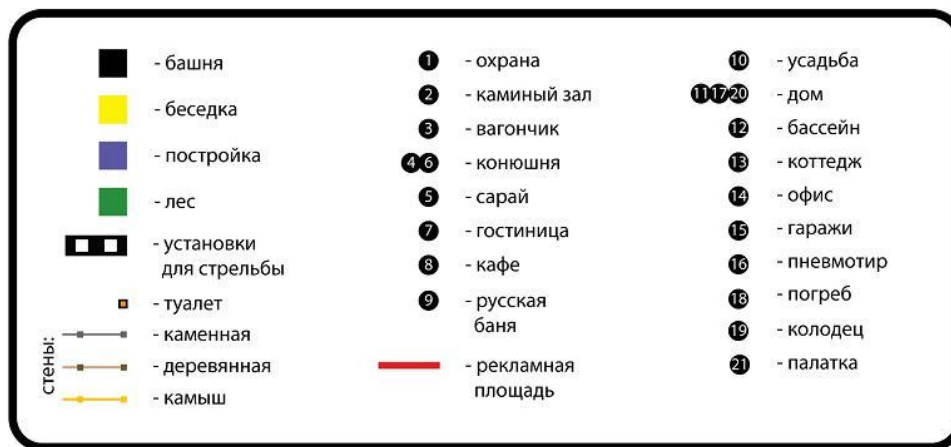 - башня
- беседка
- постройка
- лес
- установки
для стрельбы
- туалет
стены:
- каменная
- деревянная
- камыш
1 - охрана
2 - каминый зал
3 - вагончик
4 6 - конюшня
5 - сарай
7 - гостиница
8 - кафе
9 - русская
баня
- рекламная
площадь
10 - усадьба
11 17 20 - дом
12 - бассейн
13 - коттедж
14 - офис
15 - гаражи
16 - пневмотир
18 - погреб
19 - колодец
21 - палатка